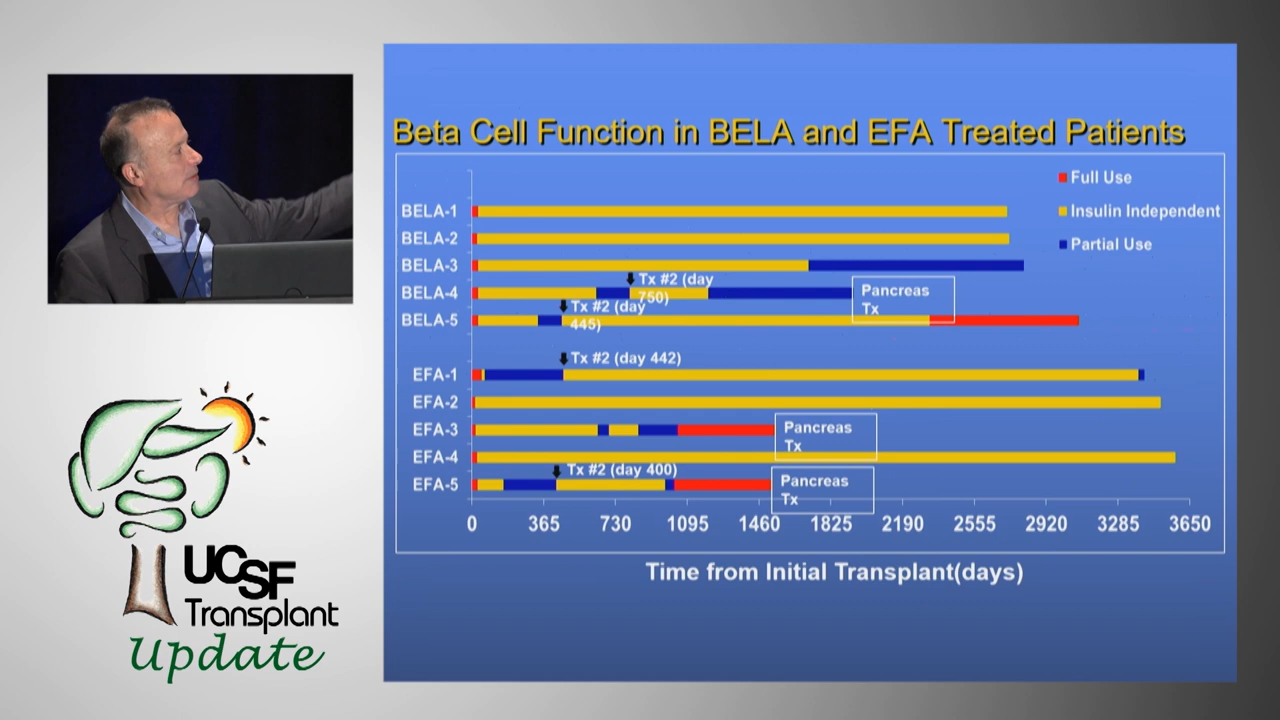 Beta Cell Function in BELA and EFA Treated Patients
Full Use
Insulin Independent
Partial Use
BELA-1
BELA-2
BELA-3
Tx #2 (day
750)
BELA-4
Pancreas
Tx
Tx #2 (day
445)
BELA-5
Tx #2 (day 442)
EFA-1
EFA-2
EFA-3
Pancreas
Tx
EFA-4
Tx #2 (day 400)
EFA-5
Pancreas
Tx
0 365 730 1095 1460 1825 2190 2555 2920 3285 3650
Time from Initial Transplant(days)
UCSF
Transplant
Update